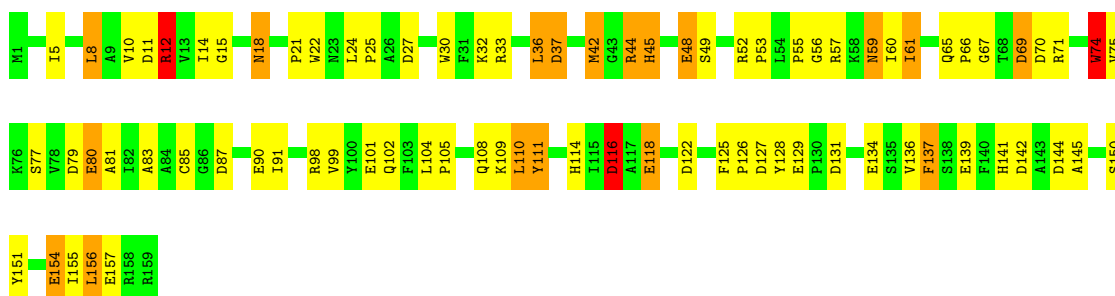 M1 I5 L8 A9 V10 D11 R12 V13 I14 G15 N18 P21 W22 N23 L24 P25 A26 D27 W30 F31 K32 R33 L36 D37 M42 G43 R44 H45 E48 S49 R52 P53 L54 P55 G56 R57 K58 N59 I60 I61 Q65 P66 G67 T68 D69 D70 R71 W74 V75
K76 S77 V78 D79 E80 A81 I82 A83 A84 C85 G86 D87 E90 I91 R98 V99 Y100 E101 Q102 F103 L104 P105 Q108 K109 L110 Y111 H114 I115 D116 A117 E118 D122 F125 P126 D127 Y128 E129 P130 D131 E134 S135 V136 F137 S138 E139 F140 H141 D142 A143 D144 A145 S150
Y151 E154 I155 L156 E157 R158 R159